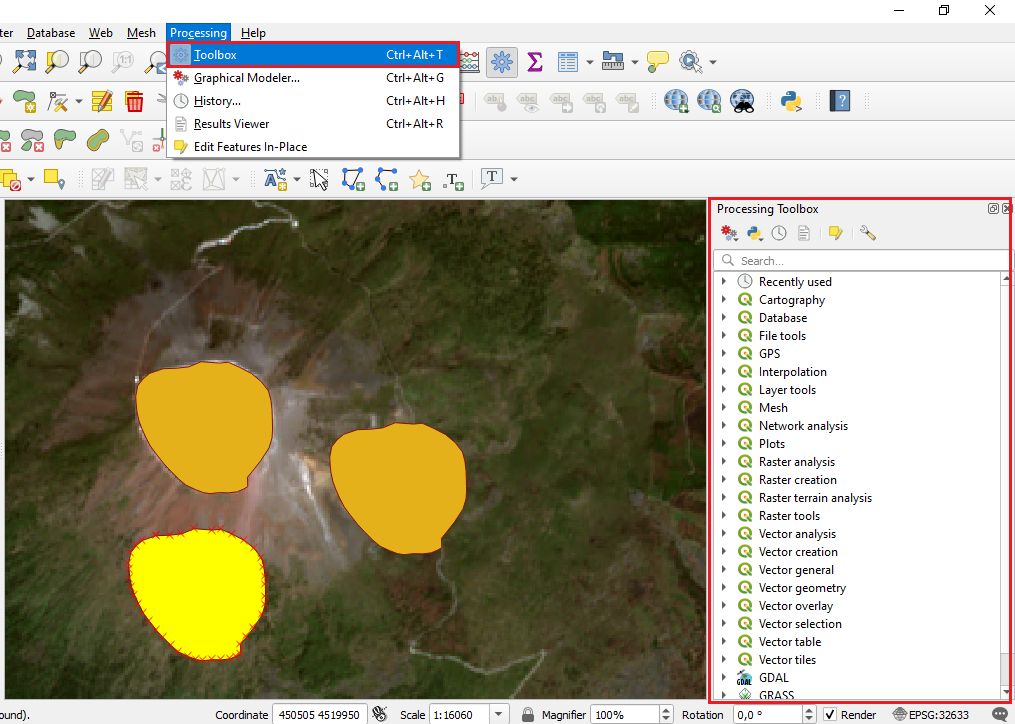 ter Database Web Mesh Processing Help
Toolbox Ctrl+Alt+T
Graphical Modeler... Ctrl+Alt+G
History... Ctrl+Alt+H
Results Viewer Ctrl+Alt+R
Edit Features In-Place
Processing Toolbox
Search...
Recently used
Cartography
Database
File tools
GPS
Interpolation
Layer tools
Mesh
Network analysis
Plots
Raster analysis
Raster creation
Raster terrain analysis
Raster tools
Vector analysis
Vector creation
Vector general
Vector geometry
Vector overlay
Vector selection
Vector table
Vector tiles
GDAL
GRASS
ound). Coordinate 450505 4519950 Scale 1:16060 Magnifier 100% Rotation 0,0 ° Render EPSG:32633